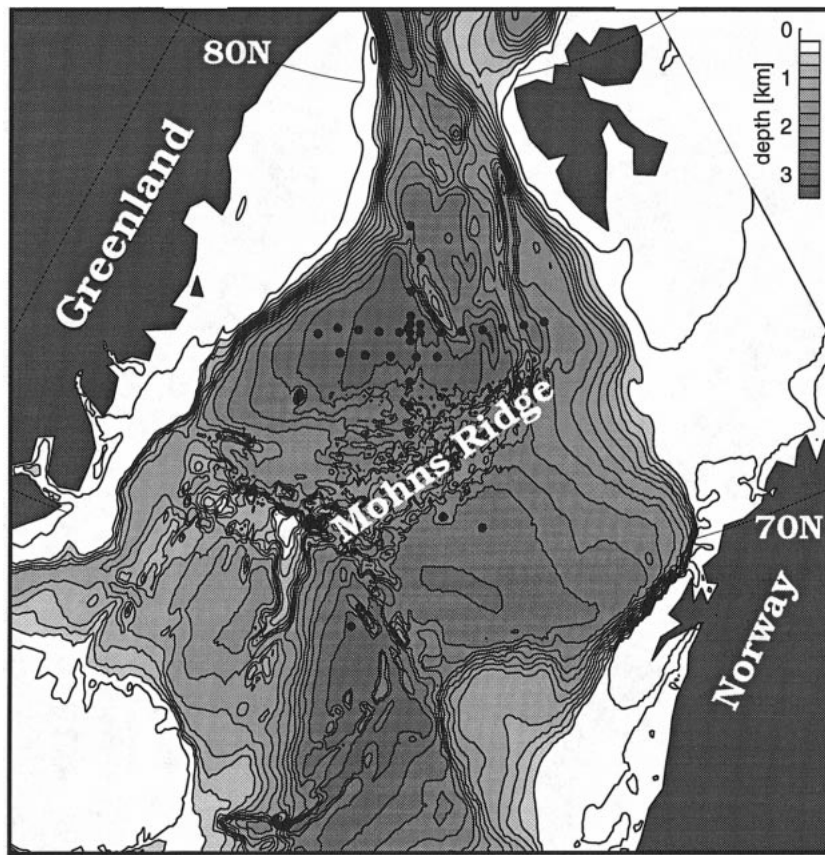 80N
Greenland
0
1
2
3
depth [km]
Mohns Ridge
70N
Norway